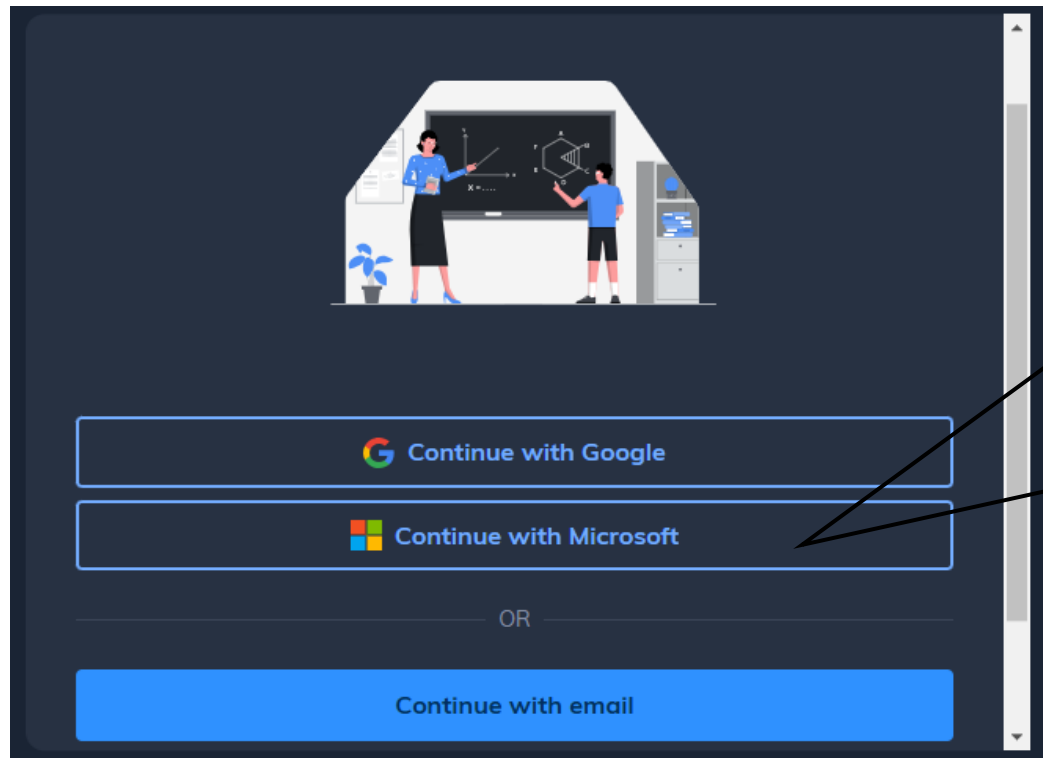 X = ....
Continue with Google
Continue with Microsoft
OR
Continue with email